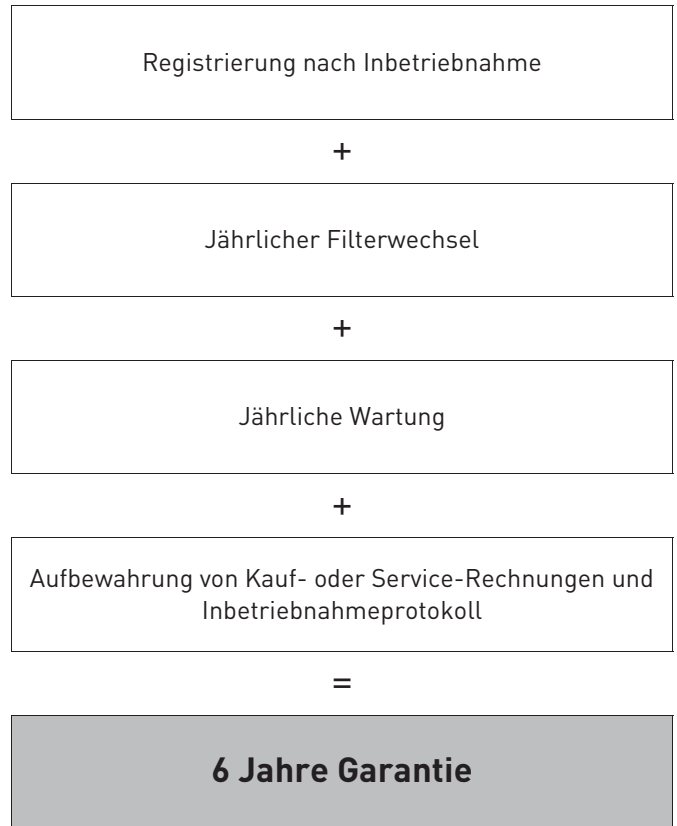 Registrierung nach Inbetriebnahme
+
Jährlicher Filterwechsel
+
Jährliche Wartung
+
Aufbewahrung von Kauf- oder Service-Rechnungen und
Inbetriebnahmeprotokoll
=
6 Jahre Garantie